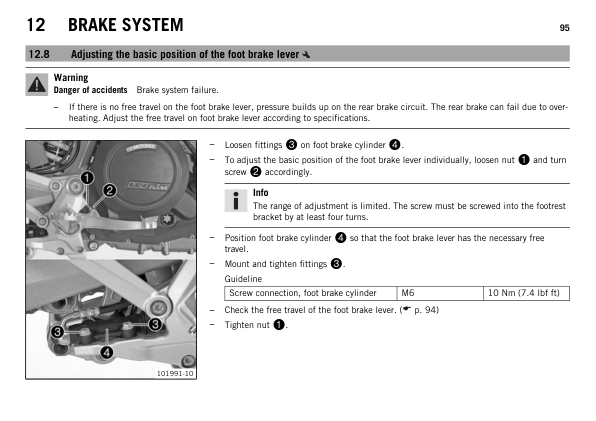 12 BRAKE SYSTEM 95
12.8 Adjusting the basic position of the foot brake lever
Warning
Danger of accidents Brake system failure.
– If there is no free travel on the foot brake lever, pressure builds up on the rear brake circuit. The rear brake can fail due to over-
heating. Adjust the free travel on foot brake lever according to specifications.
1
2
3
3
4
101991-10
– Loosen fittings 3 on foot brake cylinder 4.
– To adjust the basic position of the foot brake lever individually, loosen nut 1 and turn
screw 2 accordingly.
Info
The range of adjustment is limited. The screw must be screwed into the footrest
bracket by at least four turns.
– Position foot brake cylinder 4 so that the foot brake lever has the necessary free
travel.
– Mount and tighten fittings 3.
Guideline
Screw connection, foot brake cylinder M6 10 Nm (7.4 lbf ft)
– Check the free travel of the foot brake lever. (☛ p. 94)
– Tighten nut 1.